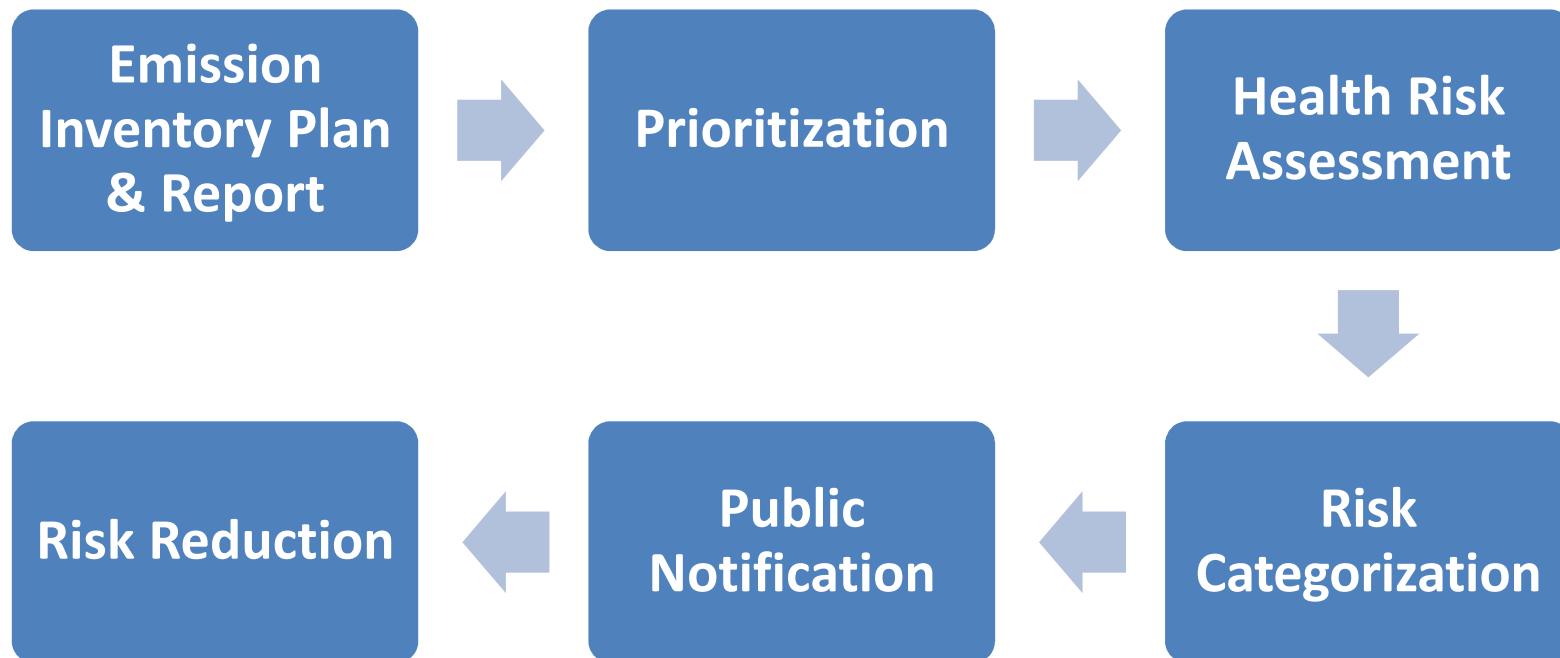 Emission
Inventory Plan
& Report
Prioritization
Health Risk
Assessment
Risk
Categorization
Public
Notification
Risk Reduction